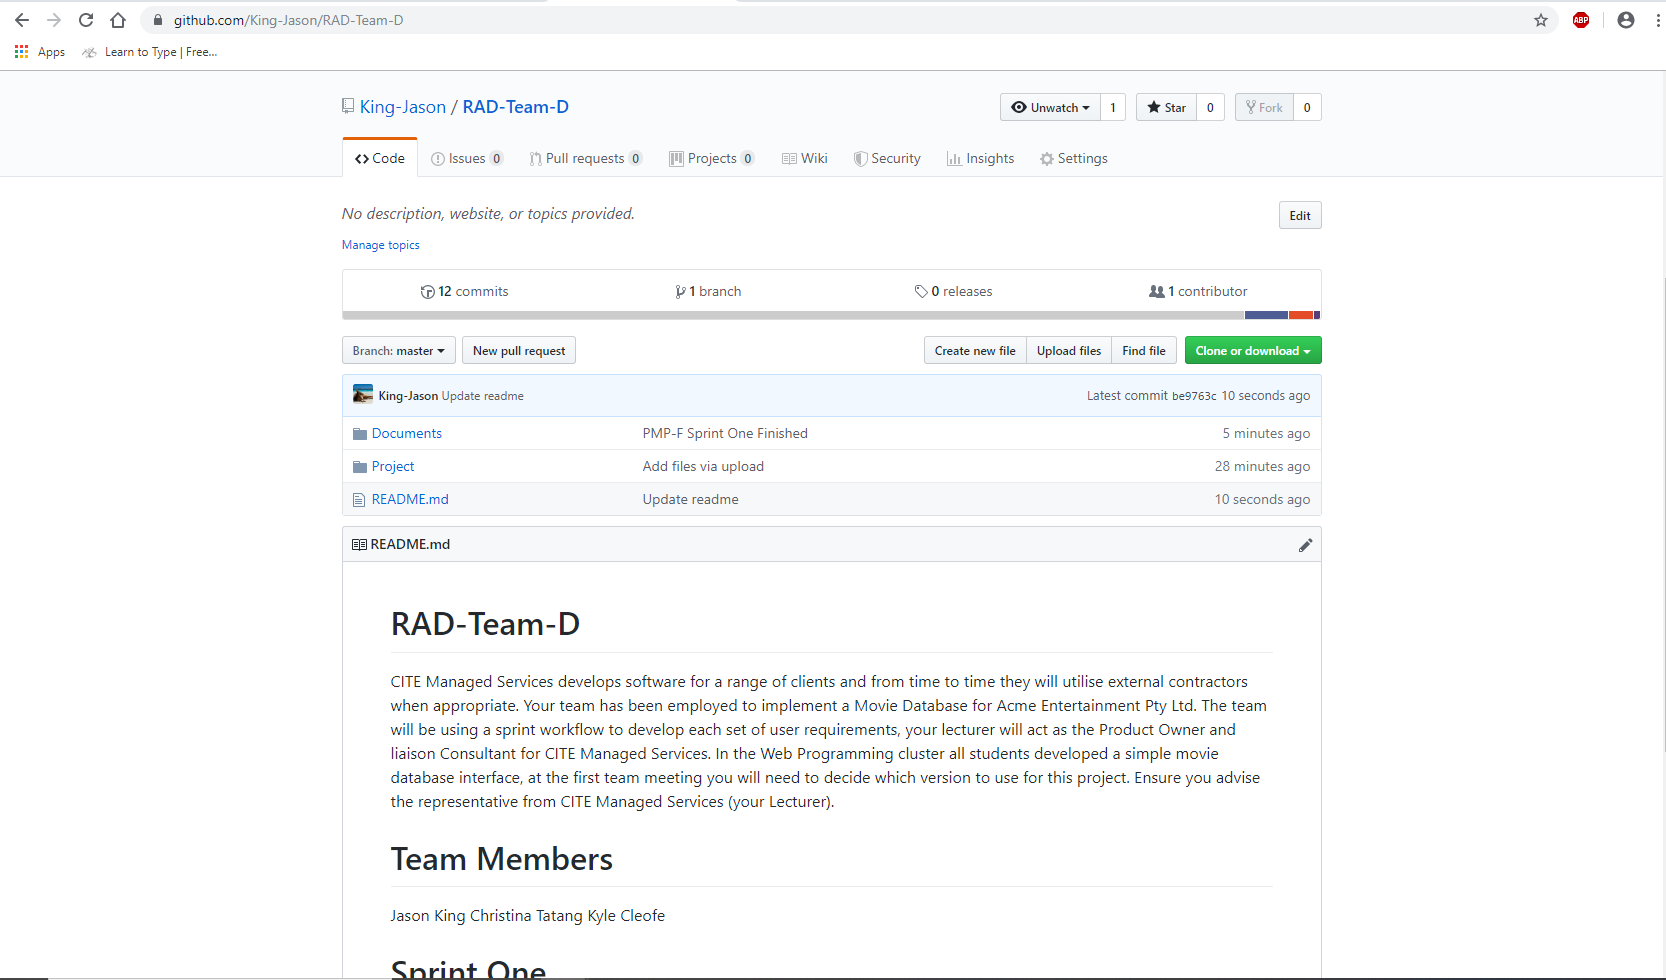 github.com/King-Jason/RAD-Team-D
ABP
Apps Learn to Type | Free...
King-Jason / RAD-Team-D
Unwatch 1 Star 0 Fork 0
Code Issues 0 Pull requests 0 Projects 0 Wiki Security Insights Settings
No description, website, or topics provided.
Edit
Manage topics
12 commits 1 branch 0 releases 1 contributor
Branch: master New pull request Create new file Upload files Find file Clone or download
King-Jason Update readme Latest commit be9763c 10 seconds ago
Documents PMP-F Sprint One Finished 5 minutes ago
Project Add files via upload 28 minutes ago
README.md Update readme 10 seconds ago
README.md
RAD-Team-D
CITE Managed Services develops software for a range of clients and from time to time they will utilise external contractors
when appropriate. Your team has been employed to implement a Movie Database for Acme Entertainment Pty Ltd. The team
will be using a sprint workflow to develop each set of user requirements, your lecturer will act as the Product Owner and
liaison Consultant for CITE Managed Services. In the Web Programming cluster all students developed a simple movie
database interface, at the first team meeting you will need to decide which version to use for this project. Ensure you advise
the representative from CITE Managed Services (your Lecturer).
Team Members
Jason King Christina Tatang Kyle Cleofe
Sprint One